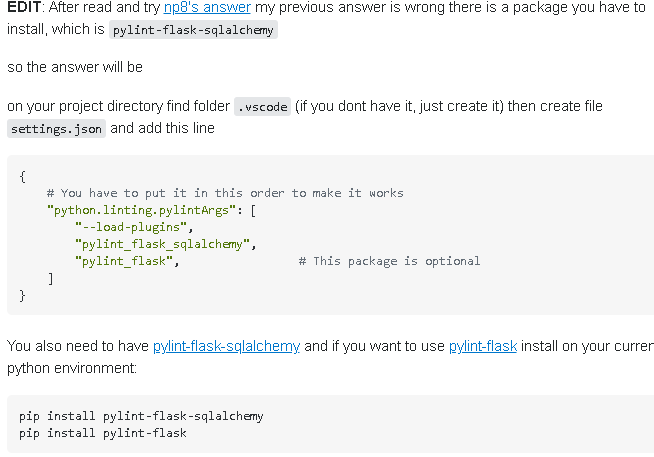 EDIT: After read and try np8's answer my previous answer is wrong there is a package you have to
install, which is pylint-flask-sqlalchemy
so the answer will be
on your project directory find folder .vscode (if you dont have it, just create it) then create file
settings.json and add this line
{
    # You have to put it in this order to make it works
    "python.linting.pylintArgs": [
        "--load-plugins",
        "pylint_flask_sqlalchemy",
        "pylint_flask",                 # This package is optional
    ]
}
You also need to have pylint-flask-sqlalchemy and if you want to use pylint-flask install on your currer
python environment:
pip install pylint-flask-sqlalchemy
pip install pylint-flask